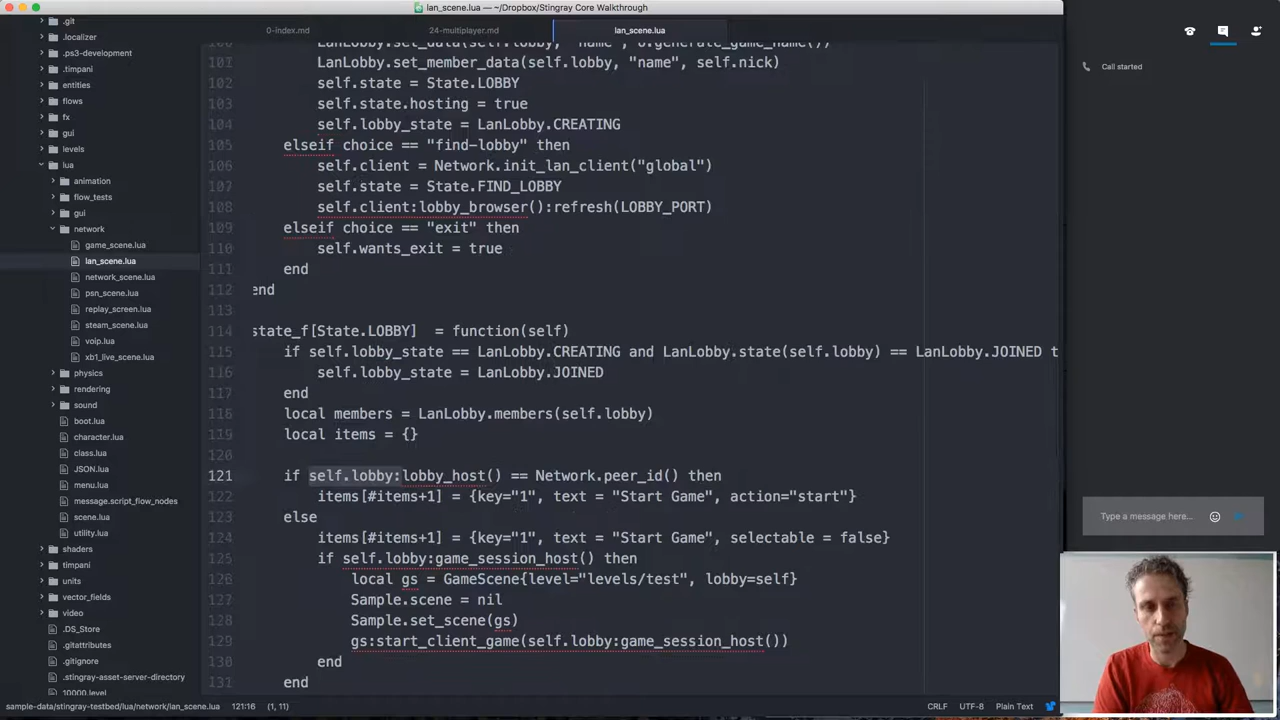 lan_scene.lua — ~/Dropbox/Stingray Core Walkthrough
0-index.md
24-multiplayer.md
lan_scene.lua
.git
.localizer
.ps3-development
.timpani
entities
flows
fx
gui
levels
lua
animation
flow_tests
gui
network
game_scene.lua
lan_scene.lua
network_scene.lua
psn_scene.lua
replay_screen.lua
steam_scene.lua
voip.lua
xb1_live_scene.lua
physics
rendering
sound
boot.lua
character.lua
class.lua
JSON.lua
menu.lua
message.script_flow_nodes
scene.lua
utility.lua
shaders
timpani
units
vector_fields
video
.DS_Store
.gitattributes
.gitignore
.stingray-asset-server-directory
10000.level
100 LanLobby.set_data(self.lobby, "name", u.generate_game_name())
101 LanLobby.set_member_data(self.lobby, "name", self.nick)
102 self.state = State.LOBBY
103 self.state.hosting = true
104 self.lobby_state = LanLobby.CREATING
105 elseif choice == "find-lobby" then
106 self.client = Network.init_lan_client("global")
107 self.state = State.FIND_LOBBY
108 self.client:lobby_browser():refresh(LOBBY_PORT)
109 elseif choice == "exit" then
110 self.wants_exit = true
111 end
112 end
113
114 state_f[State.LOBBY] = function(self)
115 if self.lobby_state == LanLobby.CREATING and LanLobby.state(self.lobby) == LanLobby.JOINED t
116 self.lobby_state = LanLobby.JOINED
117 end
118 local members = LanLobby.members(self.lobby)
119 local items = {}
120
121 if self.lobby:lobby_host() == Network.peer_id() then
122 items[#items+1] = {key="1", text = "Start Game", action="start"}
123 else
124 items[#items+1] = {key="1", text = "Start Game", selectable = false}
125 if self.lobby:game_session_host() then
126 local gs = GameScene{level="levels/test", lobby=self}
127 Sample.scene = nil
128 Sample.set_scene(gs)
129 gs:start_client_game(self.lobby:game_session_host())
130 end
131 end
sample-data/stingray-testbed/lua/network/lan_scene.lua 121:16 (1, 11)
CRLF UTF-8 Plain Text
Call started
Type a message here...